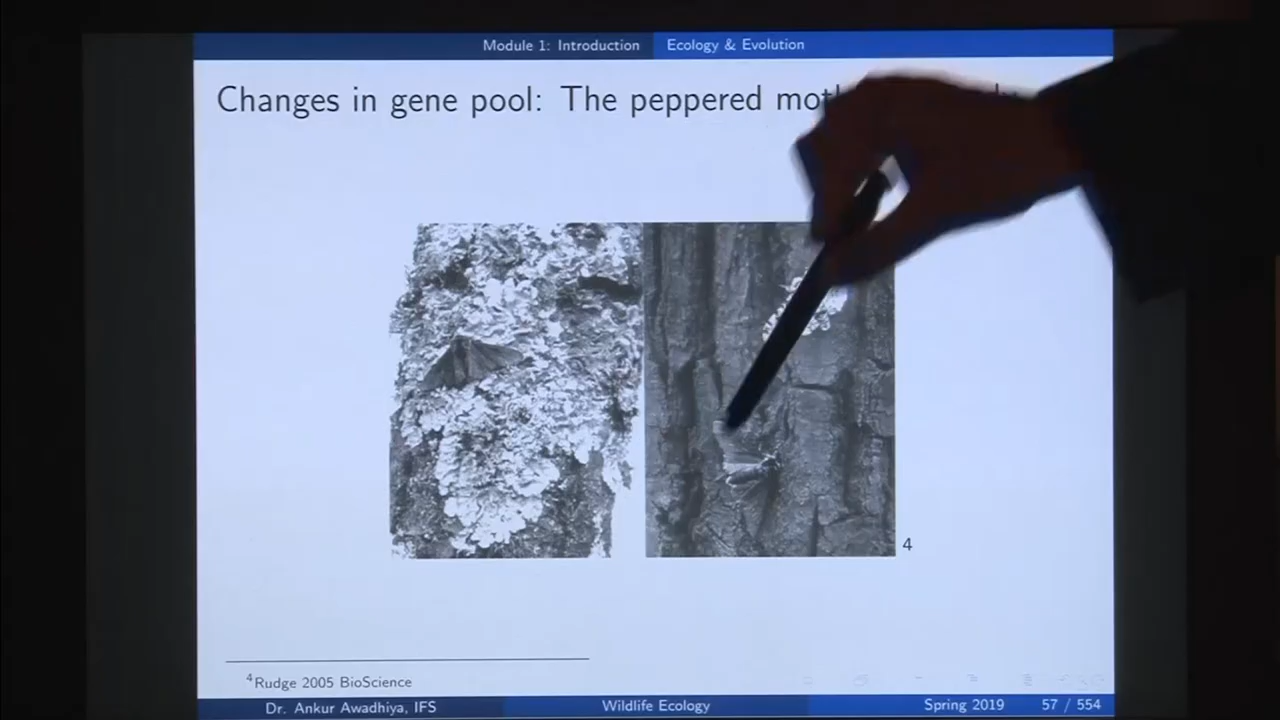 Module 1: Introduction Ecology & Evolution
Changes in gene pool: The peppered
4
4Rudge 2005 BioScience
Dr. Ankur Awadhiya, IFS Wildlife Ecology Spring 2019 57 / 554